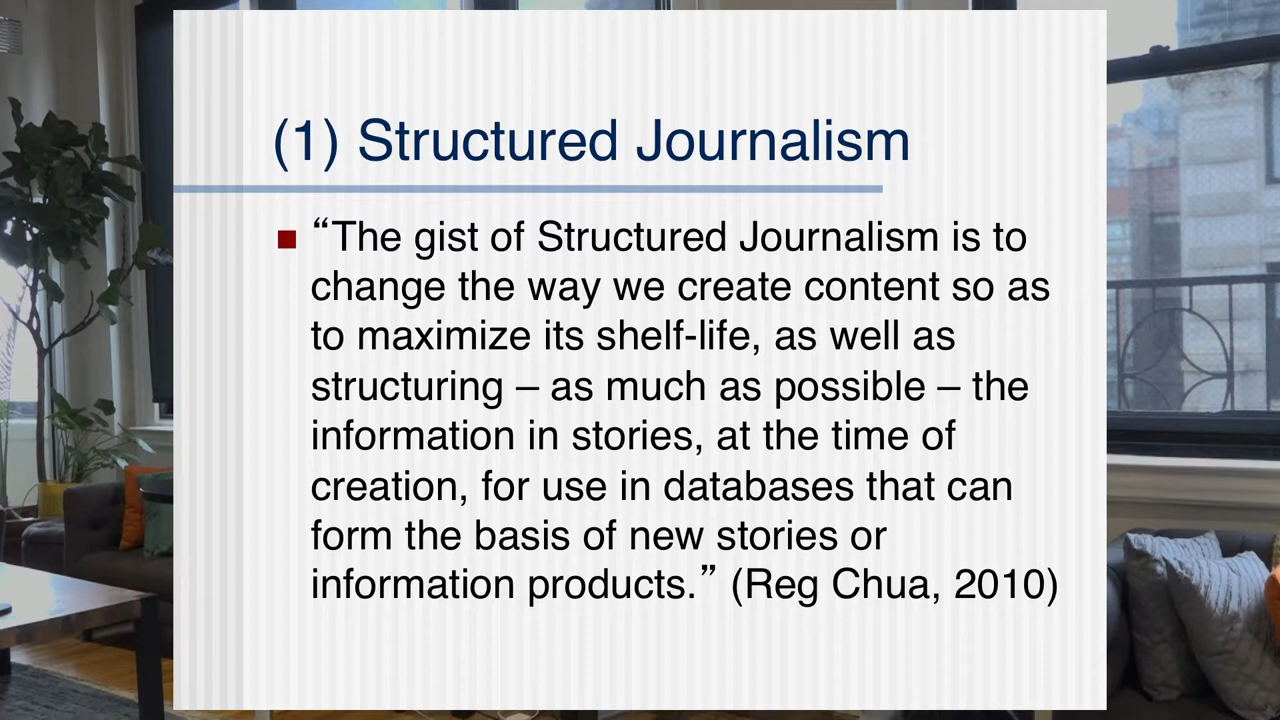 (1) Structured Journalism
“The gist of Structured Journalism is to
change the way we create content so as
to maximize its shelf-life, as well as
structuring – as much as possible – the
information in stories, at the time of
creation, for use in databases that can
form the basis of new stories or
information products.” (Reg Chua, 2010)